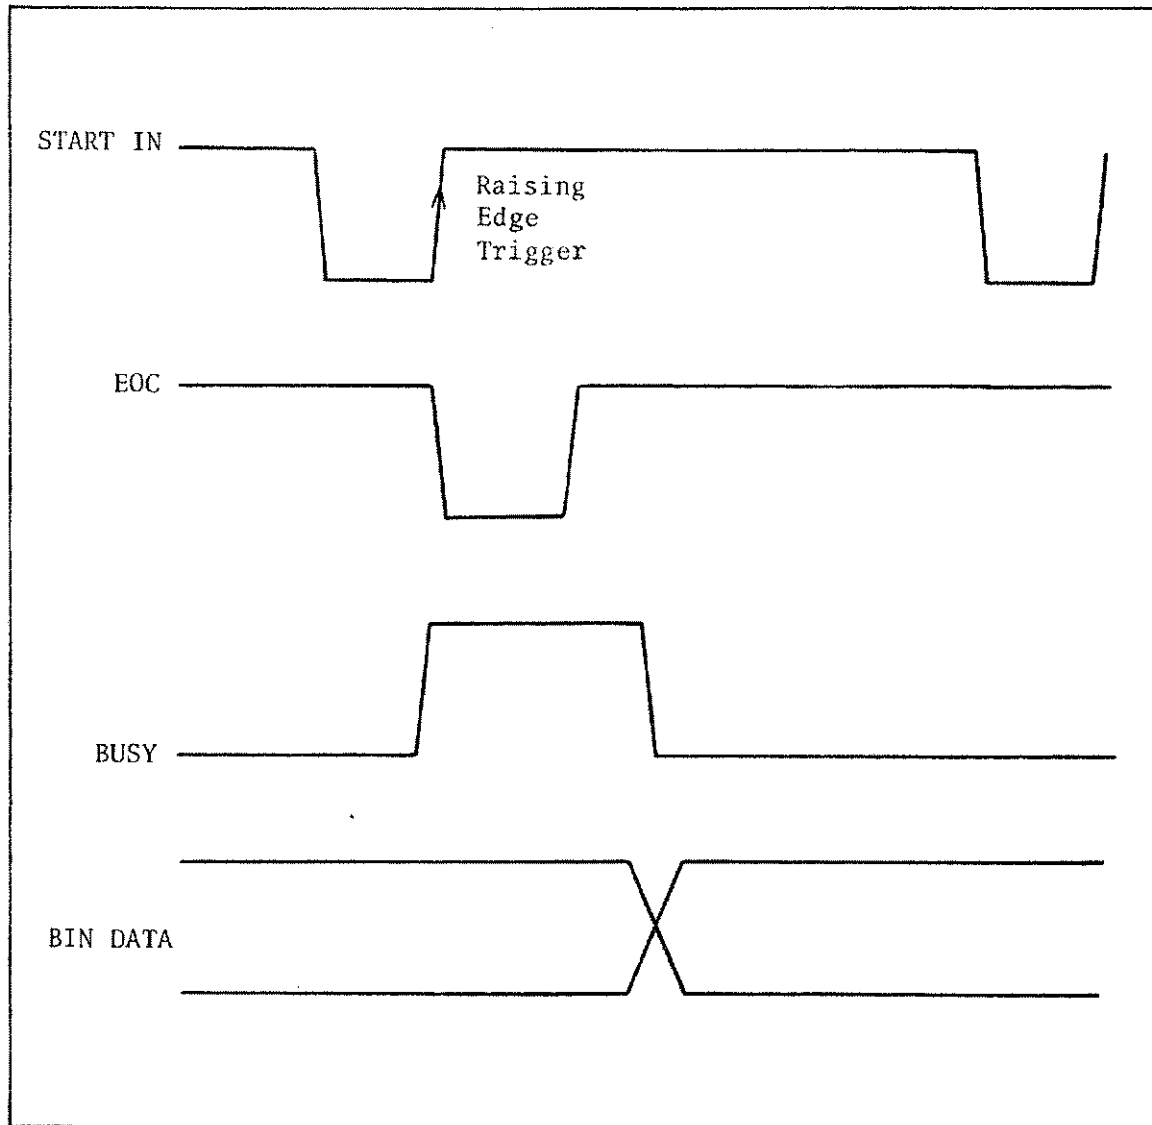 START IN
Raising
Edge
Trigger
EOC
BUSY
BIN DATA